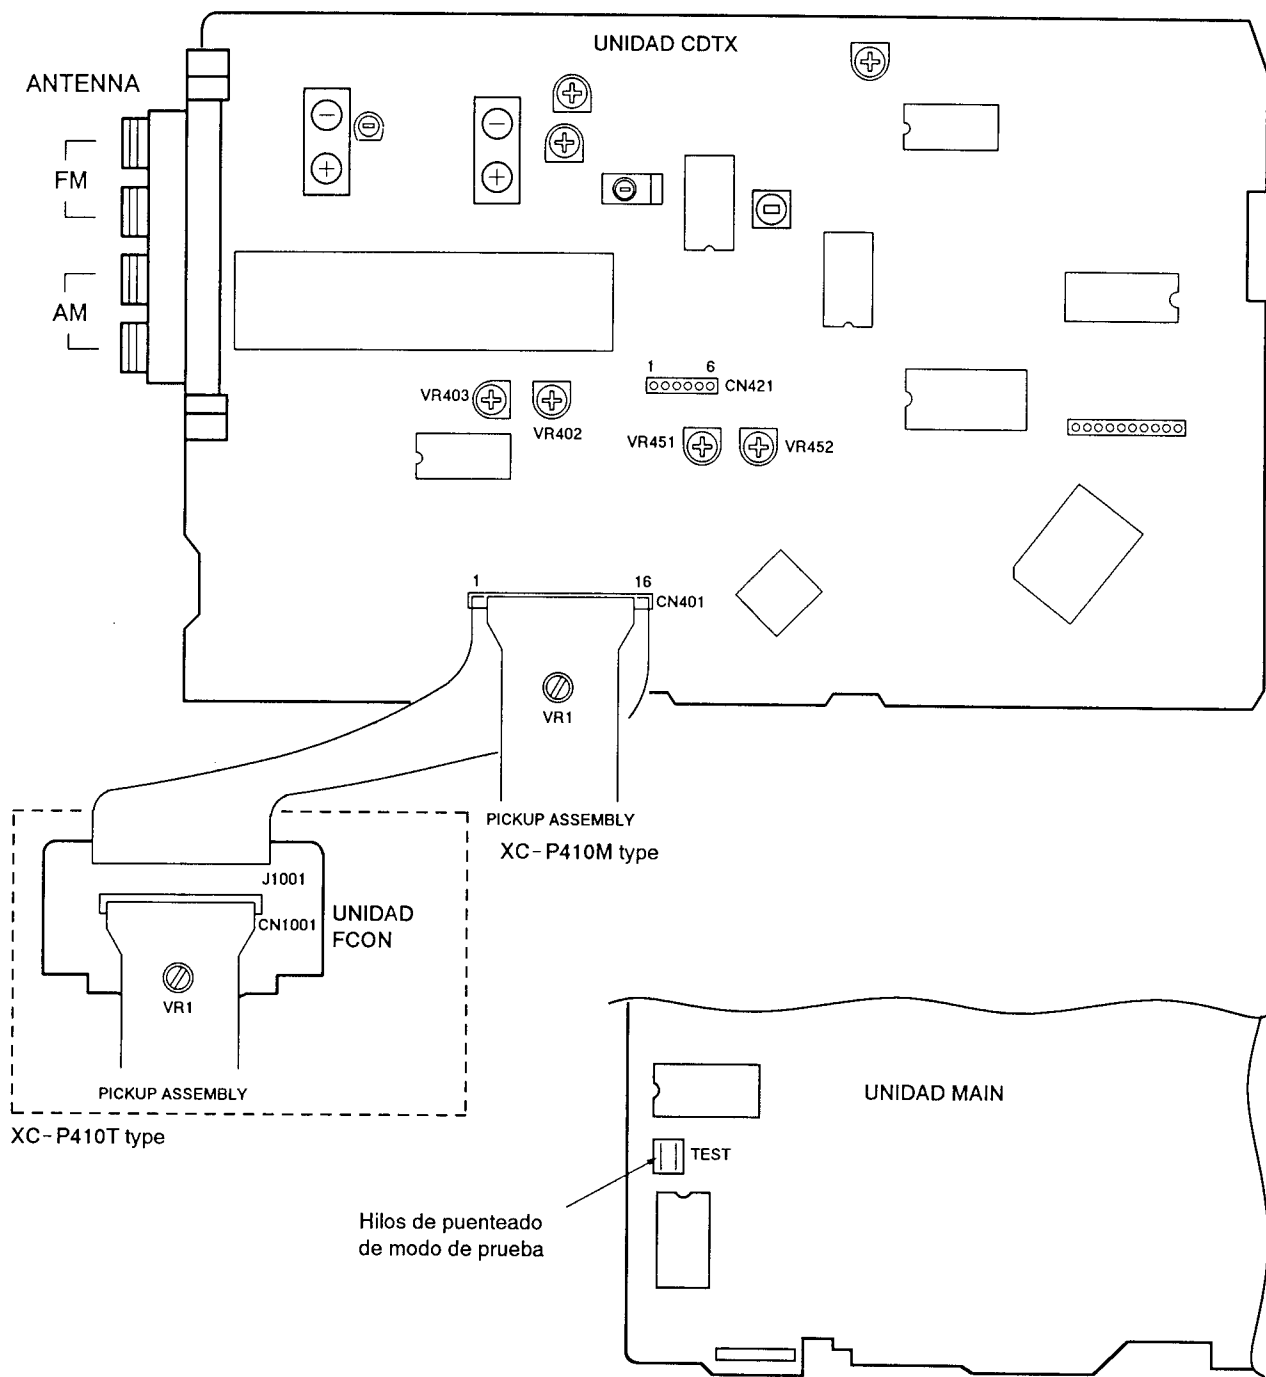 UNIDAD CDTX
ANTENNA
FM
AM
1 6
CN421
VR403
VR402
VR451
VR452
1 16
CN401
VR1
PICKUP ASSEMBLY
XC-P410M type
J1001
CN1001
UNIDAD
FCON
VR1
PICKUP ASSEMBLY
XC-P410T type
UNIDAD MAIN
TEST
Hilos de puenteado
de modo de prueba